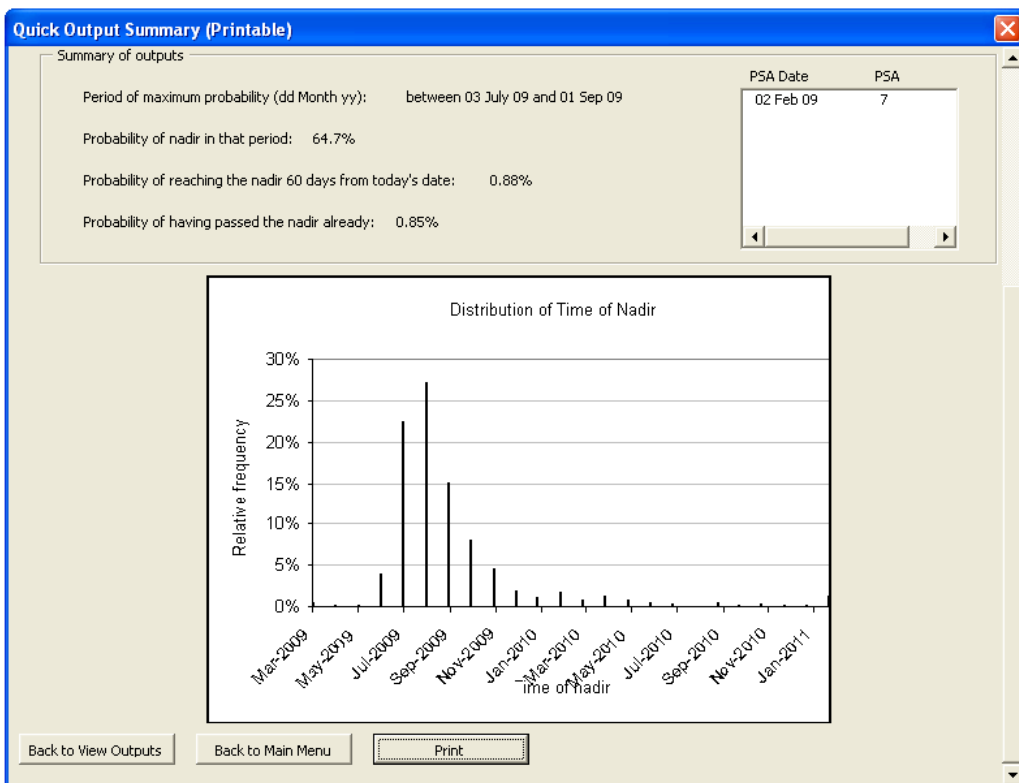 Quick Output Summary (Printable)
Summary of outputs
Period of maximum probability (dd Month yy): between 03 July 09 and 01 Sep 09
Probability of nadir in that period: 64.7%
Probability of reaching the nadir 60 days from today's date: 0.88%
Probability of having passed the nadir already: 0.85%
PSA Date PSA
02 Feb 09 7
Distribution of Time of Nadir
Relative frequency
30%
25%
20%
15%
10%
5%
0%
Mar-2009
May-2009
Jul-2009
Sep-2009
Nov-2009
Jan-2010
Mar-2010
May-2010
Jul-2010
Sep-2010
Nov-2010
Jan-2011
Time of nadir
Back to View Outputs
Back to Main Menu
Print